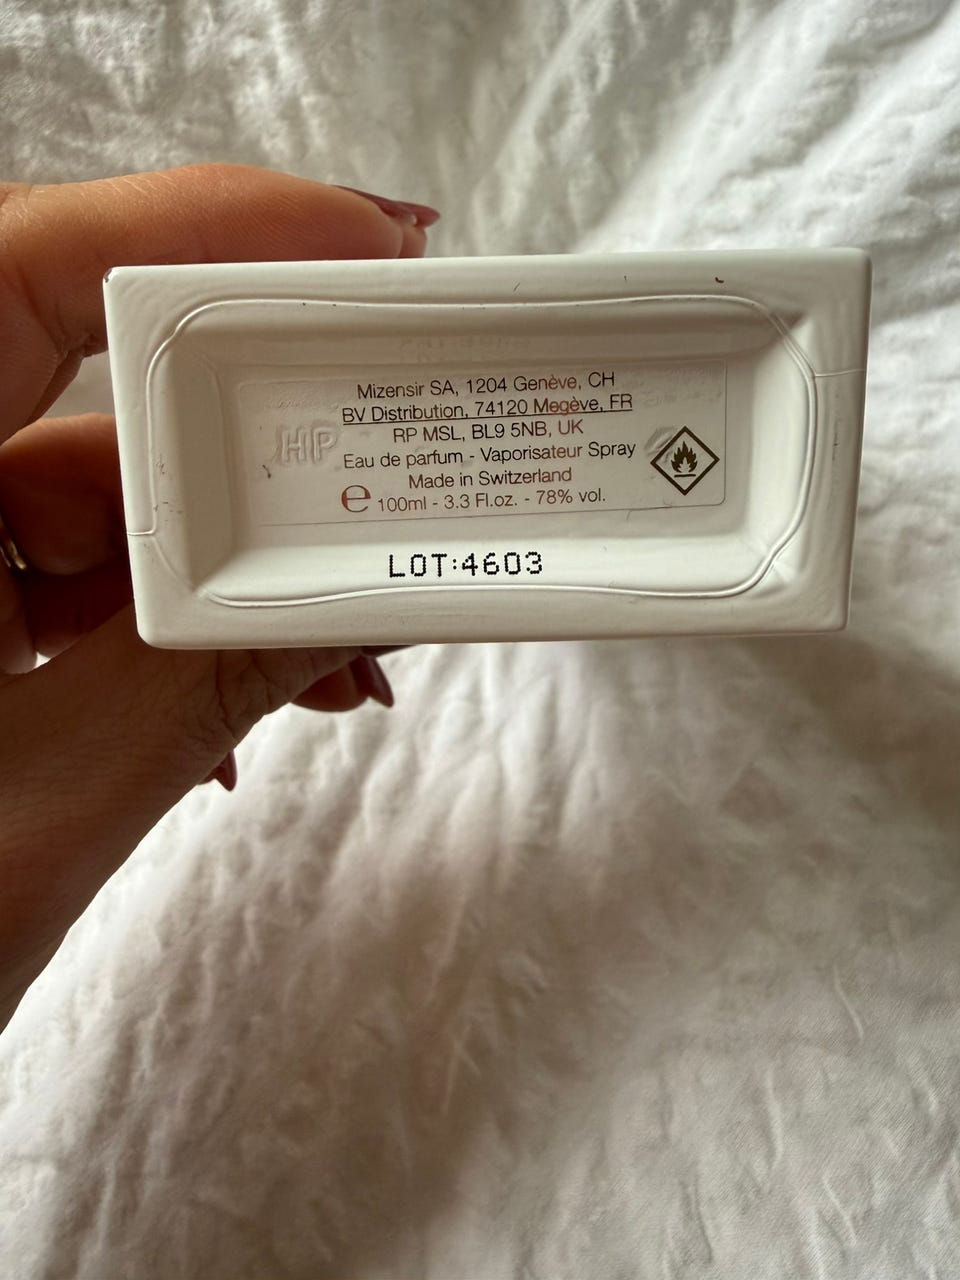 Mizensir SA, 1204 Genève, CH
BV Distribution, 74120 Megève, FR
RP MSL, BL9 5NB, UK
HP
Eau de parfum - Vaporisateur Spray
Made in Switzerland
e 100ml - 3.3 Fl.oz. - 78% vol.
LOT:4603